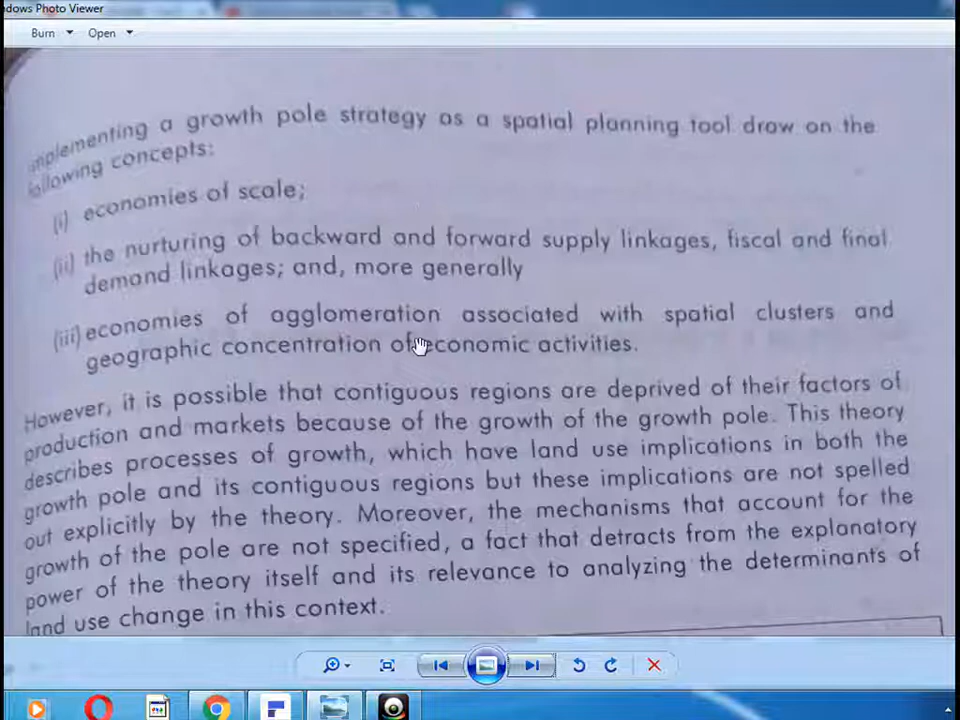 ndows Photo Viewer
Burn Open
mplementing a growth pole strategy as a spatial planning tool draw on the
following concepts:
(i) economies of scale;
(ii) the nurturing of backward and forward supply linkages, fiscal and final
demand linkages; and, more generally
(iii) economies of agglomeration associated with spatial clusters and
geographic concentration of economic activities.
However, it is possible that contiguous regions are deprived of their factors of
production and markets because of the growth of the growth pole. This theory
describes processes of growth, which have land use implications in both the
growth pole and its contiguous regions but these implications are not spelled
out explicitly by the theory. Moreover, the mechanisms that account for the
growth of the pole are not specified, a fact that detracts from the explanatory
power of the theory itself and its relevance to analyzing the determinants of
land use change in this context.